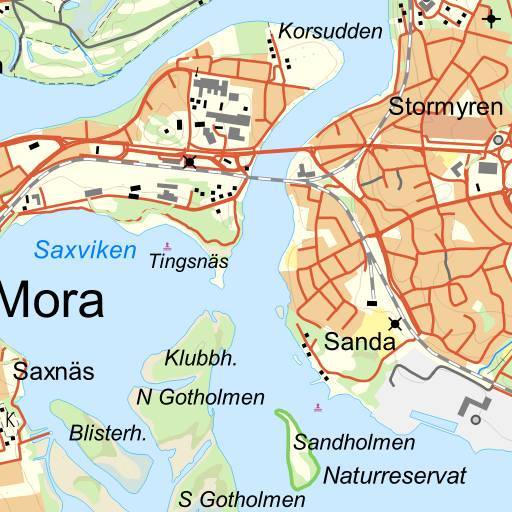 Korsudden
Stormyren
Saxviken
Tingsnäs
Mora
Sanda
Klubbh.
Saxnäs
N Gotholmen
K
Blisterh.
Sandholmen
Naturreservat
S Gotholmen